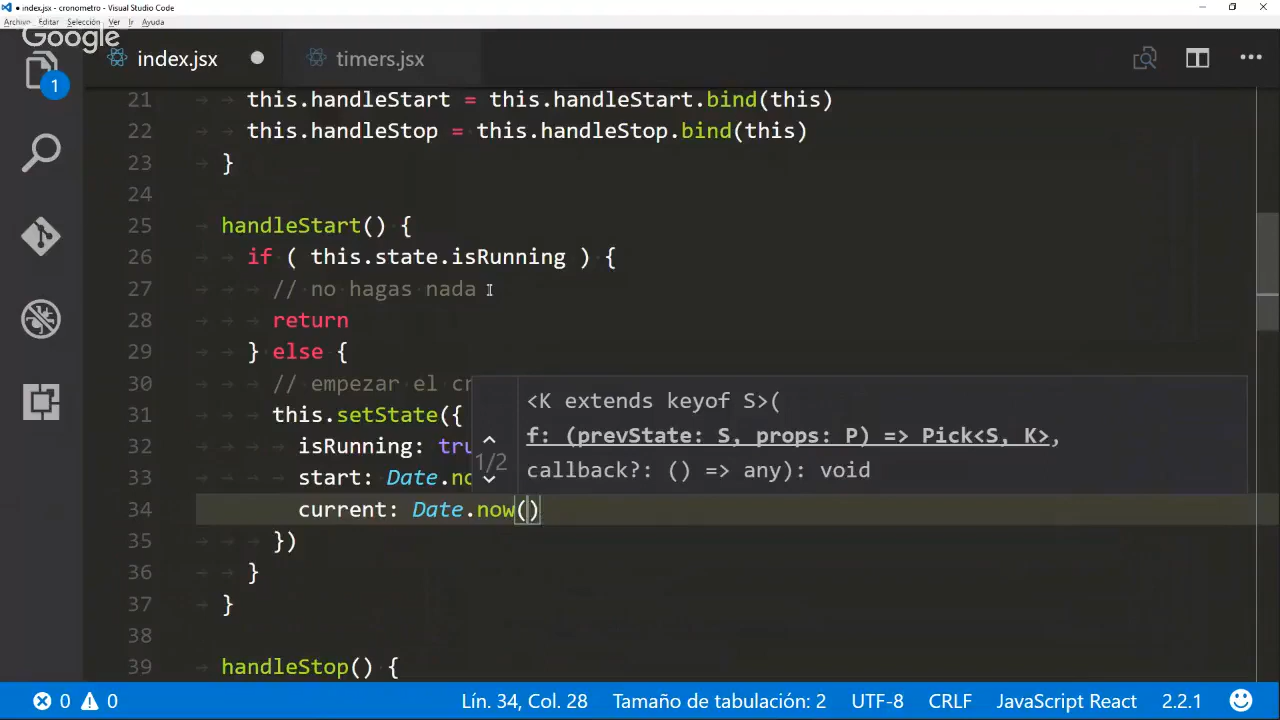 index.jsx - cronometro - Visual Studio Code
Archivo Editar Selección Ver Ir Ayuda
Google
index.jsx
timers.jsx
1
21 this.handleStart = this.handleStart.bind(this)
22 this.handleStop = this.handleStop.bind(this)
23 }
24
25 handleStart() {
26 if ( this.state.isRunning ) {
27 // no hagas nada
28 return
29 } else {
30 // empezar el cr
31 this.setState({
32 isRunning: tru
33 start: Date.no
34 current: Date.now()
35 })
36 }
37 }
38
39 handleStop() {
<K extends keyof S>(
f: (prevState: S, props: P) => Pick<S, K>,
1/2
callback?: () => any): void
0 0 Lín. 34, Col. 28 Tamaño de tabulación: 2 UTF-8 CRLF JavaScript React 2.2.1